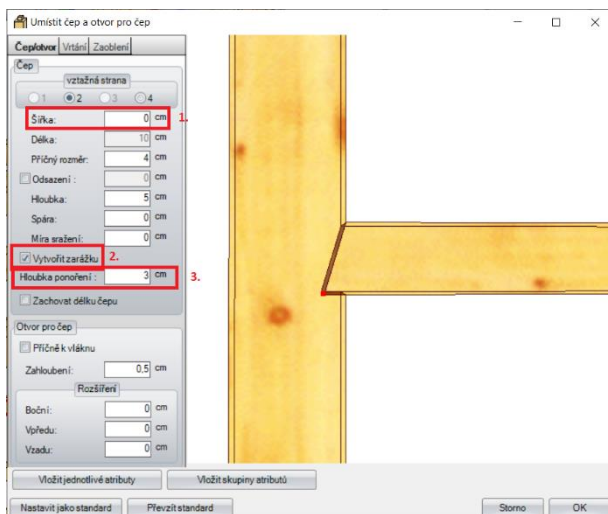 Umístit čep a otvor pro čep
Čep/otvor Vrtání Zaoblení
Čep
vztažná strana
1 2 3 4
Šířka: 0 cm 1.
Délka: 10 cm
Příčný rozměr: 4 cm
Odsazení : 0 cm
Hloubka: 5 cm
Spára: 0 cm
Míra sražení: 0 cm
Vytvořit zarážku 2.
Hloubka ponoření : 3 cm 3.
Zachovat délku čepu
Otvor pro čep
Příčně k vláknu
Zahloubení: 0,5 cm
Rozšíření
Boční: 0 cm
Vpředu: 0 cm
Vzadu: 0 cm
Vložit jednotlivé atributy Vložit skupiny atributů
Nastavit jako standard Převzít standard Storno OK